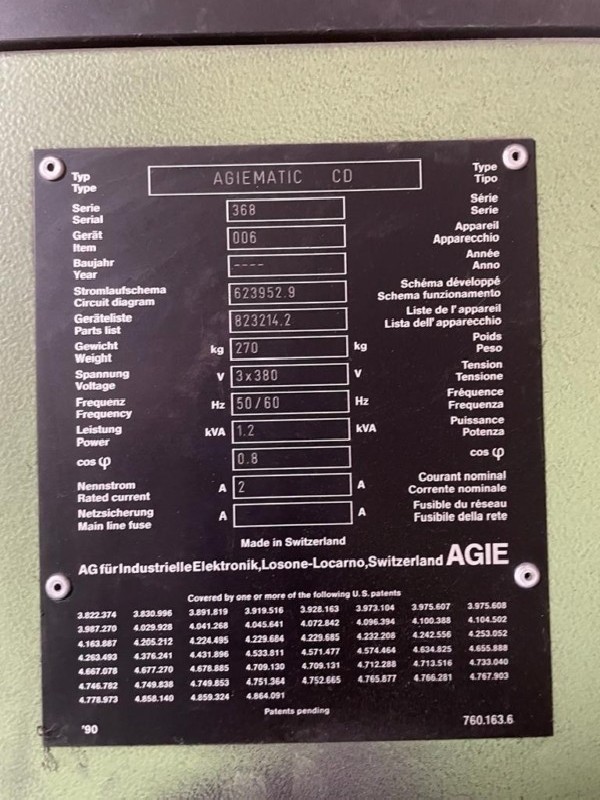 Typ
Type
AGIEMATIC CD
Type
Tipo
Serie
Serial
368
Série
Serie
Gerät
Item
006
Appareil
Apparecchio
Baujahr
Year
----
Année
Anno
Stromlaufschema
Circuit diagram
623952.9
Schéma développé
Schema funzionamento
Geräteliste
Parts list
823214.2
Liste de l'appareil
Lista dell'apparecchio
Gewicht
Weight
kg 270 kg
Poids
Peso
Spannung
Voltage
V 3x380 V
Tension
Tensione
Frequenz
Frequency
Hz 50/60 Hz
Fréquence
Frequenza
Leistung
Power
kVA 1.2 kVA
Puissance
Potenza
cos φ 0.8 cos φ
Nennstrom
Rated current
A 2 A
Courant nominal
Corrente nominale
Netzsicherung
Main line fuse
A A
Fusible du réseau
Fusibile della rete
Made in Switzerland
AG für Industrielle Elektronik, Losone-Locarno, Switzerland AGIE
Covered by one or more of the following U.S. patents
3.822.374 3.830.996 3.891.819 3.919.516 3.928.163 3.973.104 3.975.607 3.975.608
3.987.270 4.029.928 4.041.268 4.045.641 4.072.842 4.096.394 4.100.388 4.104.502
4.163.887 4.205.212 4.224.495 4.229.684 4.229.685 4.232.208 4.242.556 4.253.052
4.263.493 4.376.241 4.431.896 4.533.811 4.571.477 4.574.464 4.634.825 4.655.888
4.667.078 4.677.270 4.678.885 4.709.130 4.709.131 4.712.288 4.713.516 4.733.040
4.746.782 4.749.838 4.749.853 4.751.364 4.752.665 4.765.877 4.766.281 4.767.903
4.778.973 4.858.140 4.859.324 4.864.091
Patents pending
'90 760.163.6